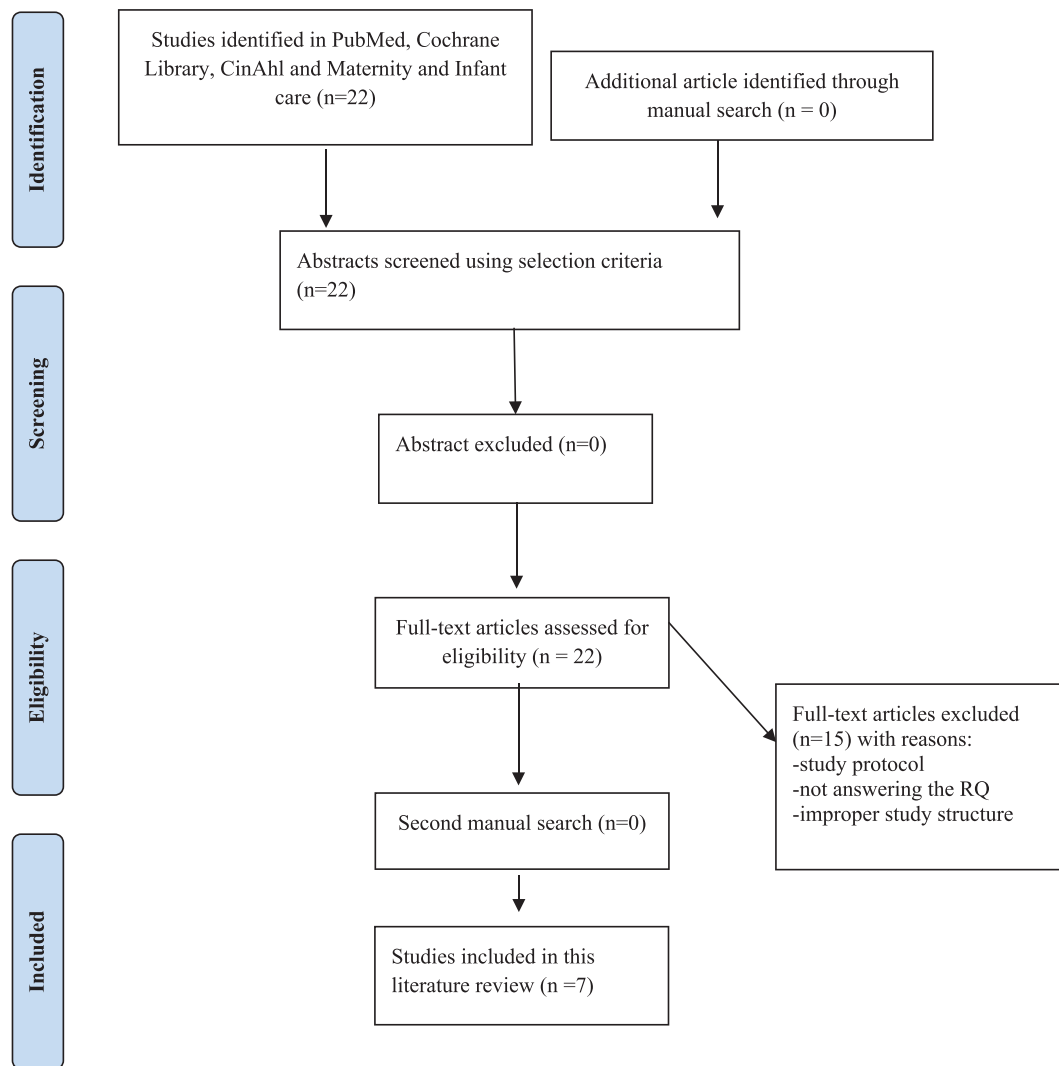 Identification
Studies identified in PubMed, Cochrane
Library, CinAhl and Maternity and Infant
care (n=22)
Additional article identified through
manual search (n = 0)
Abstracts screened using selection criteria
(n=22)
Screening
Abstract excluded (n=0)
Eligibility
Full-text articles assessed for
eligibility (n = 22)
Full-text articles excluded
(n=15) with reasons:
-study protocol
-not answering the RQ
-improper study structure
Second manual search (n=0)
Included
Studies included in this
literature review (n =7)